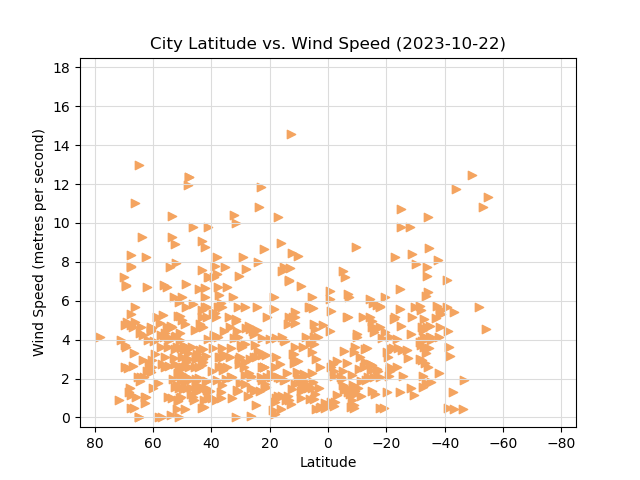 City Latitude vs. Wind Speed (2023-10-22)
18
16
14
12
10
8
6
4
2
0
Wind Speed (metres per second)
80 60 40 20 0 −20 −40 −60 −80
Latitude